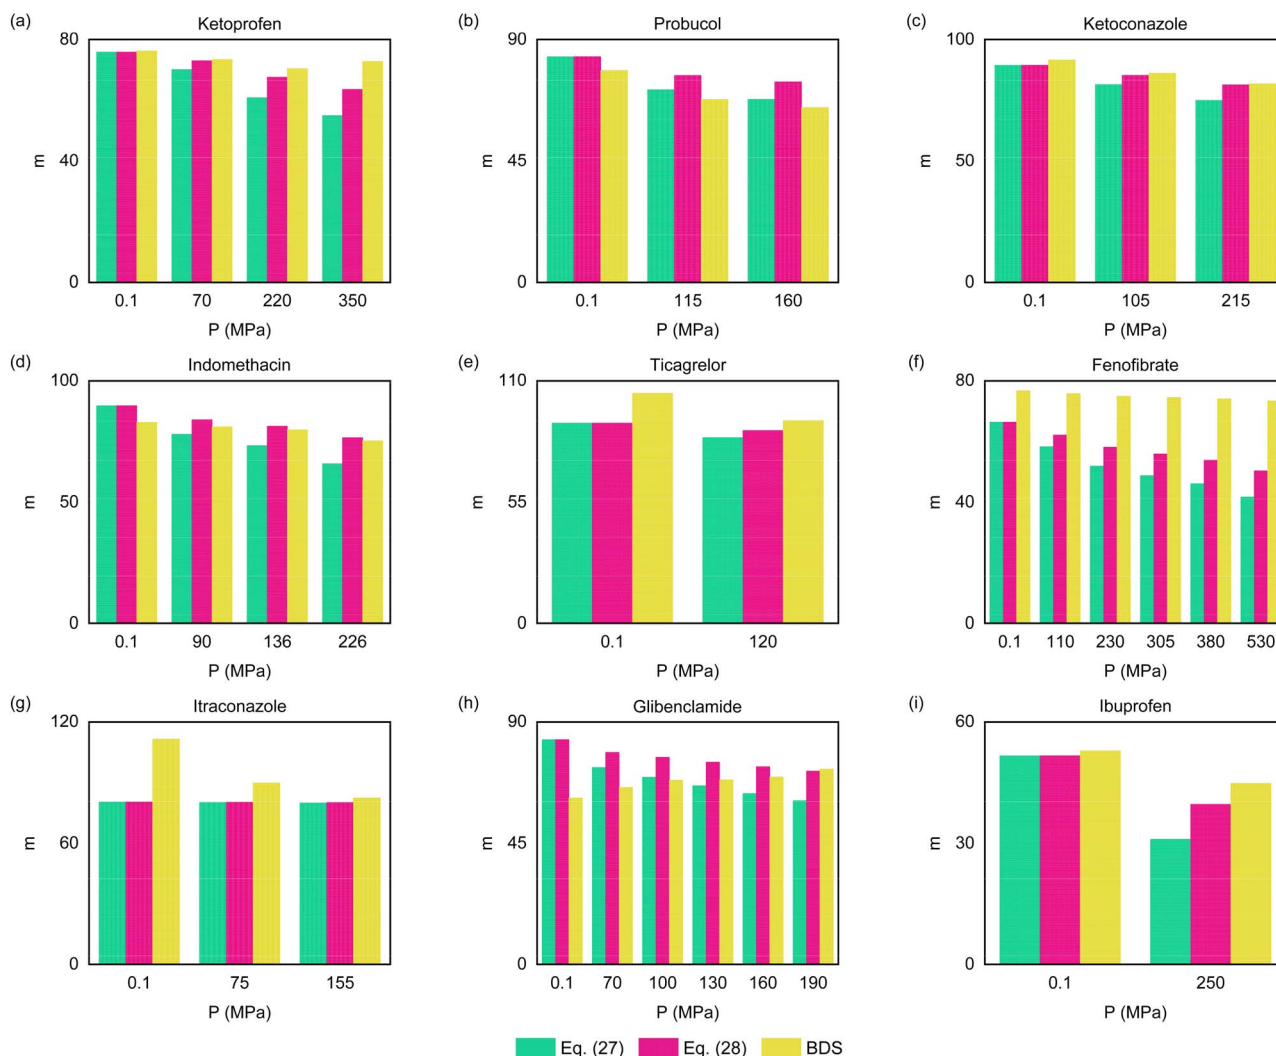 (a) Ketoprofen
80
40
0
m
0.1 70 220 350
P (MPa)
(b) Probucol
90
45
0
m
0.1 115 160
P (MPa)
(c) Ketoconazole
100
50
0
m
0.1 105 215
P (MPa)
(d) Indomethacin
100
50
0
m
0.1 90 136 226
P (MPa)
(e) Ticagrelor
110
55
0
m
0.1 120
P (MPa)
(f) Fenofibrate
80
40
0
m
0.1 110 230 305 380 530
P (MPa)
(g) Itraconazole
120
60
0
m
0.1 75 155
P (MPa)
(h) Glibenclamide
90
45
0
m
0.1 70 100 130 160 190
P (MPa)
(i) Ibuprofen
60
30
0
m
0.1 250
P (MPa)
Eq. (27) Eq. (28) BDS